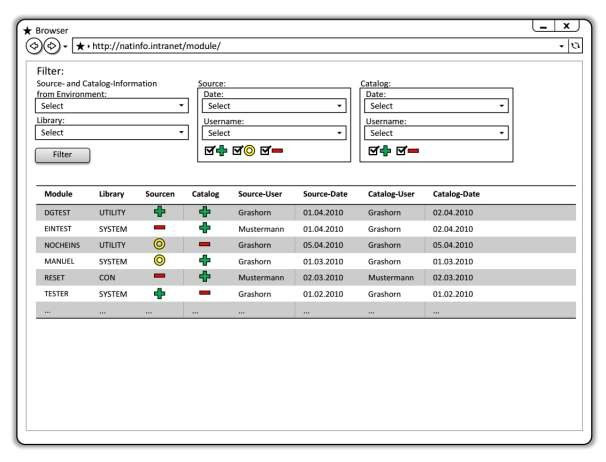 Browser
http://natinfo.intranet/module/
Filter:
Source- and Catalog-Information
from Environment:
Select
Library:
Select
Filter
Source:
Date:
Select
Username:
Select
Catalog:
Date:
Select
Username:
Select
Module Library Sourcen Catalog Source-User Source-Date Catalog-User Catalog-Date
DGTEST UTILITY Grashorn 01.04.2010 Grashorn 02.04.2010
EINTEST SYSTEM Mustermann 01.04.2010 Grashorn 02.04.2010
NOCHEINS UTILITY Grashorn 05.04.2010 Grashorn 05.04.2010
MANUEL SYSTEM Grashorn 01.03.2010 Grashorn 01.03.2010
RESET CON Mustermann 02.03.2010 Mustermann 02.03.2010
TESTER SYSTEM Grashorn 01.02.2010 Grashorn 01.02.2010
... ... ... ... ... ... ... ...